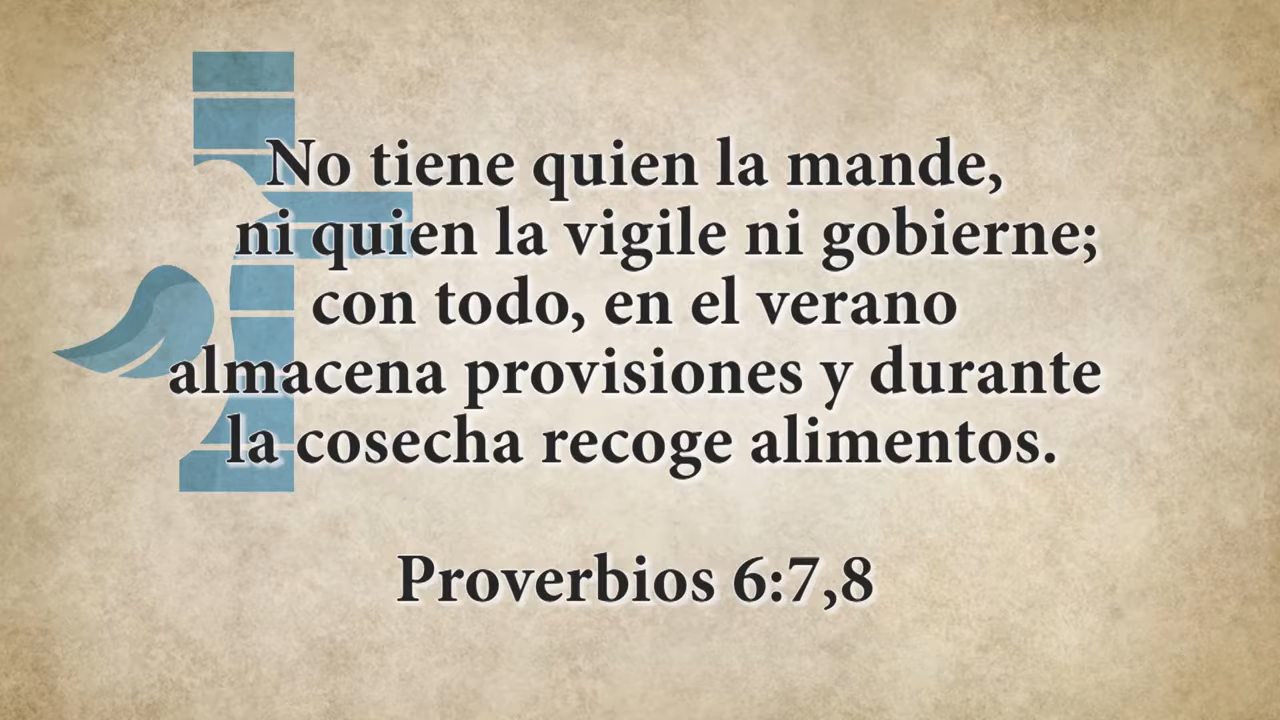 No tiene quien la mande,
ni quien la vigile ni gobierne;
con todo, en el verano
almacena provisiones y durante
la cosecha recoge alimentos.
Proverbios 6:7,8